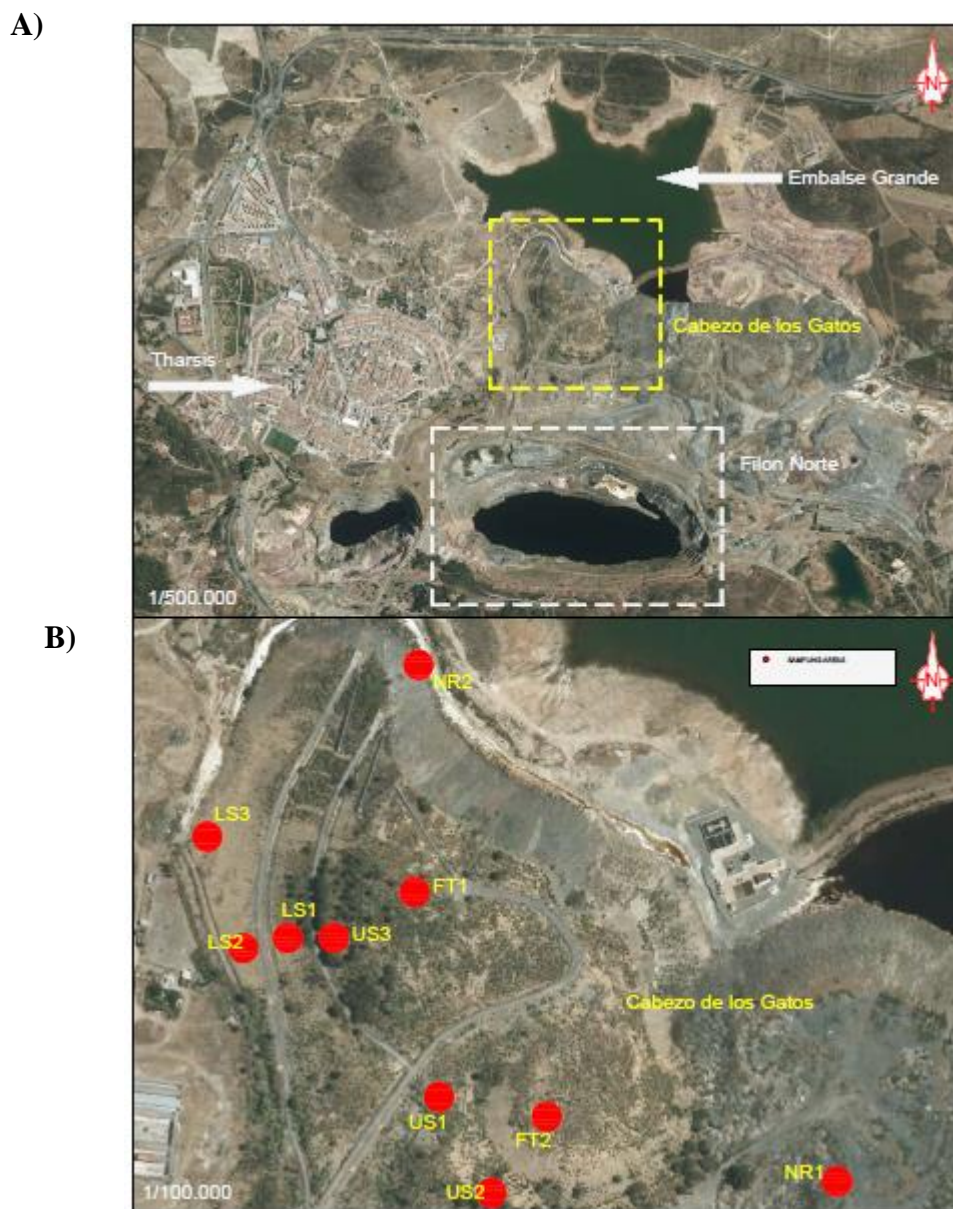 A)
N
Embalse Grande
Cabezo de los Gatos
Tharsis
Filon Norte
1/500.000
B)
N
NR2
LS3
FT1
LS1
US3
LS2
Cabezo de los Gatos
US1
FT2
US2
NR1
1/100.000